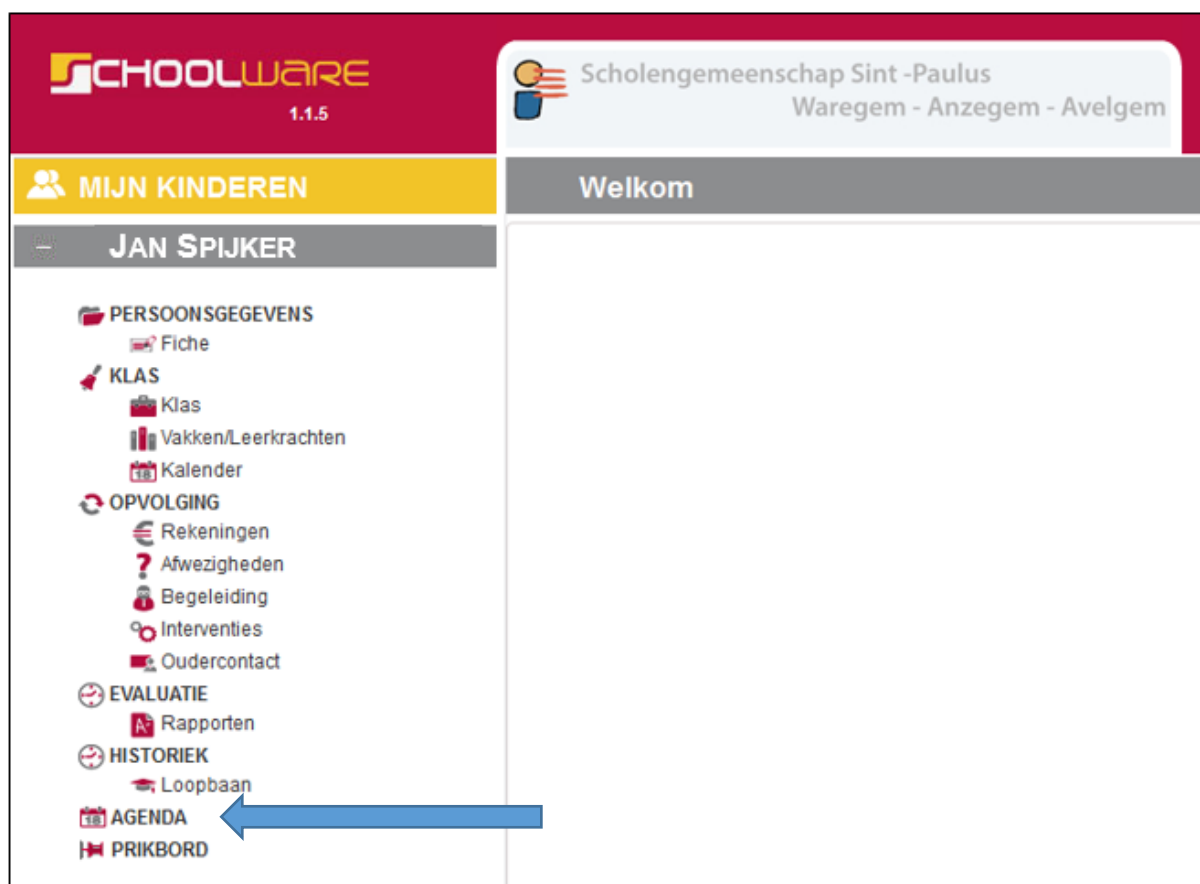 SCHOOLWARE
1.1.5
Scholengemeenschap Sint -Paulus
Waregem - Anzegem - Avelgem
MIJN KINDEREN
Welkom
JAN SPIJKER
PERSOONSGEGEVENS
Fiche
KLAS
Klas
Vakken/Leerkrachten
18 Kalender
OPVOLGING
€ Rekeningen
? Afwezigheden
Begeleiding
Interventies
Oudercontact
EVALUATIE
A+ Rapporten
HISTORIEK
Loopbaan
18 AGENDA
PRIKBORD